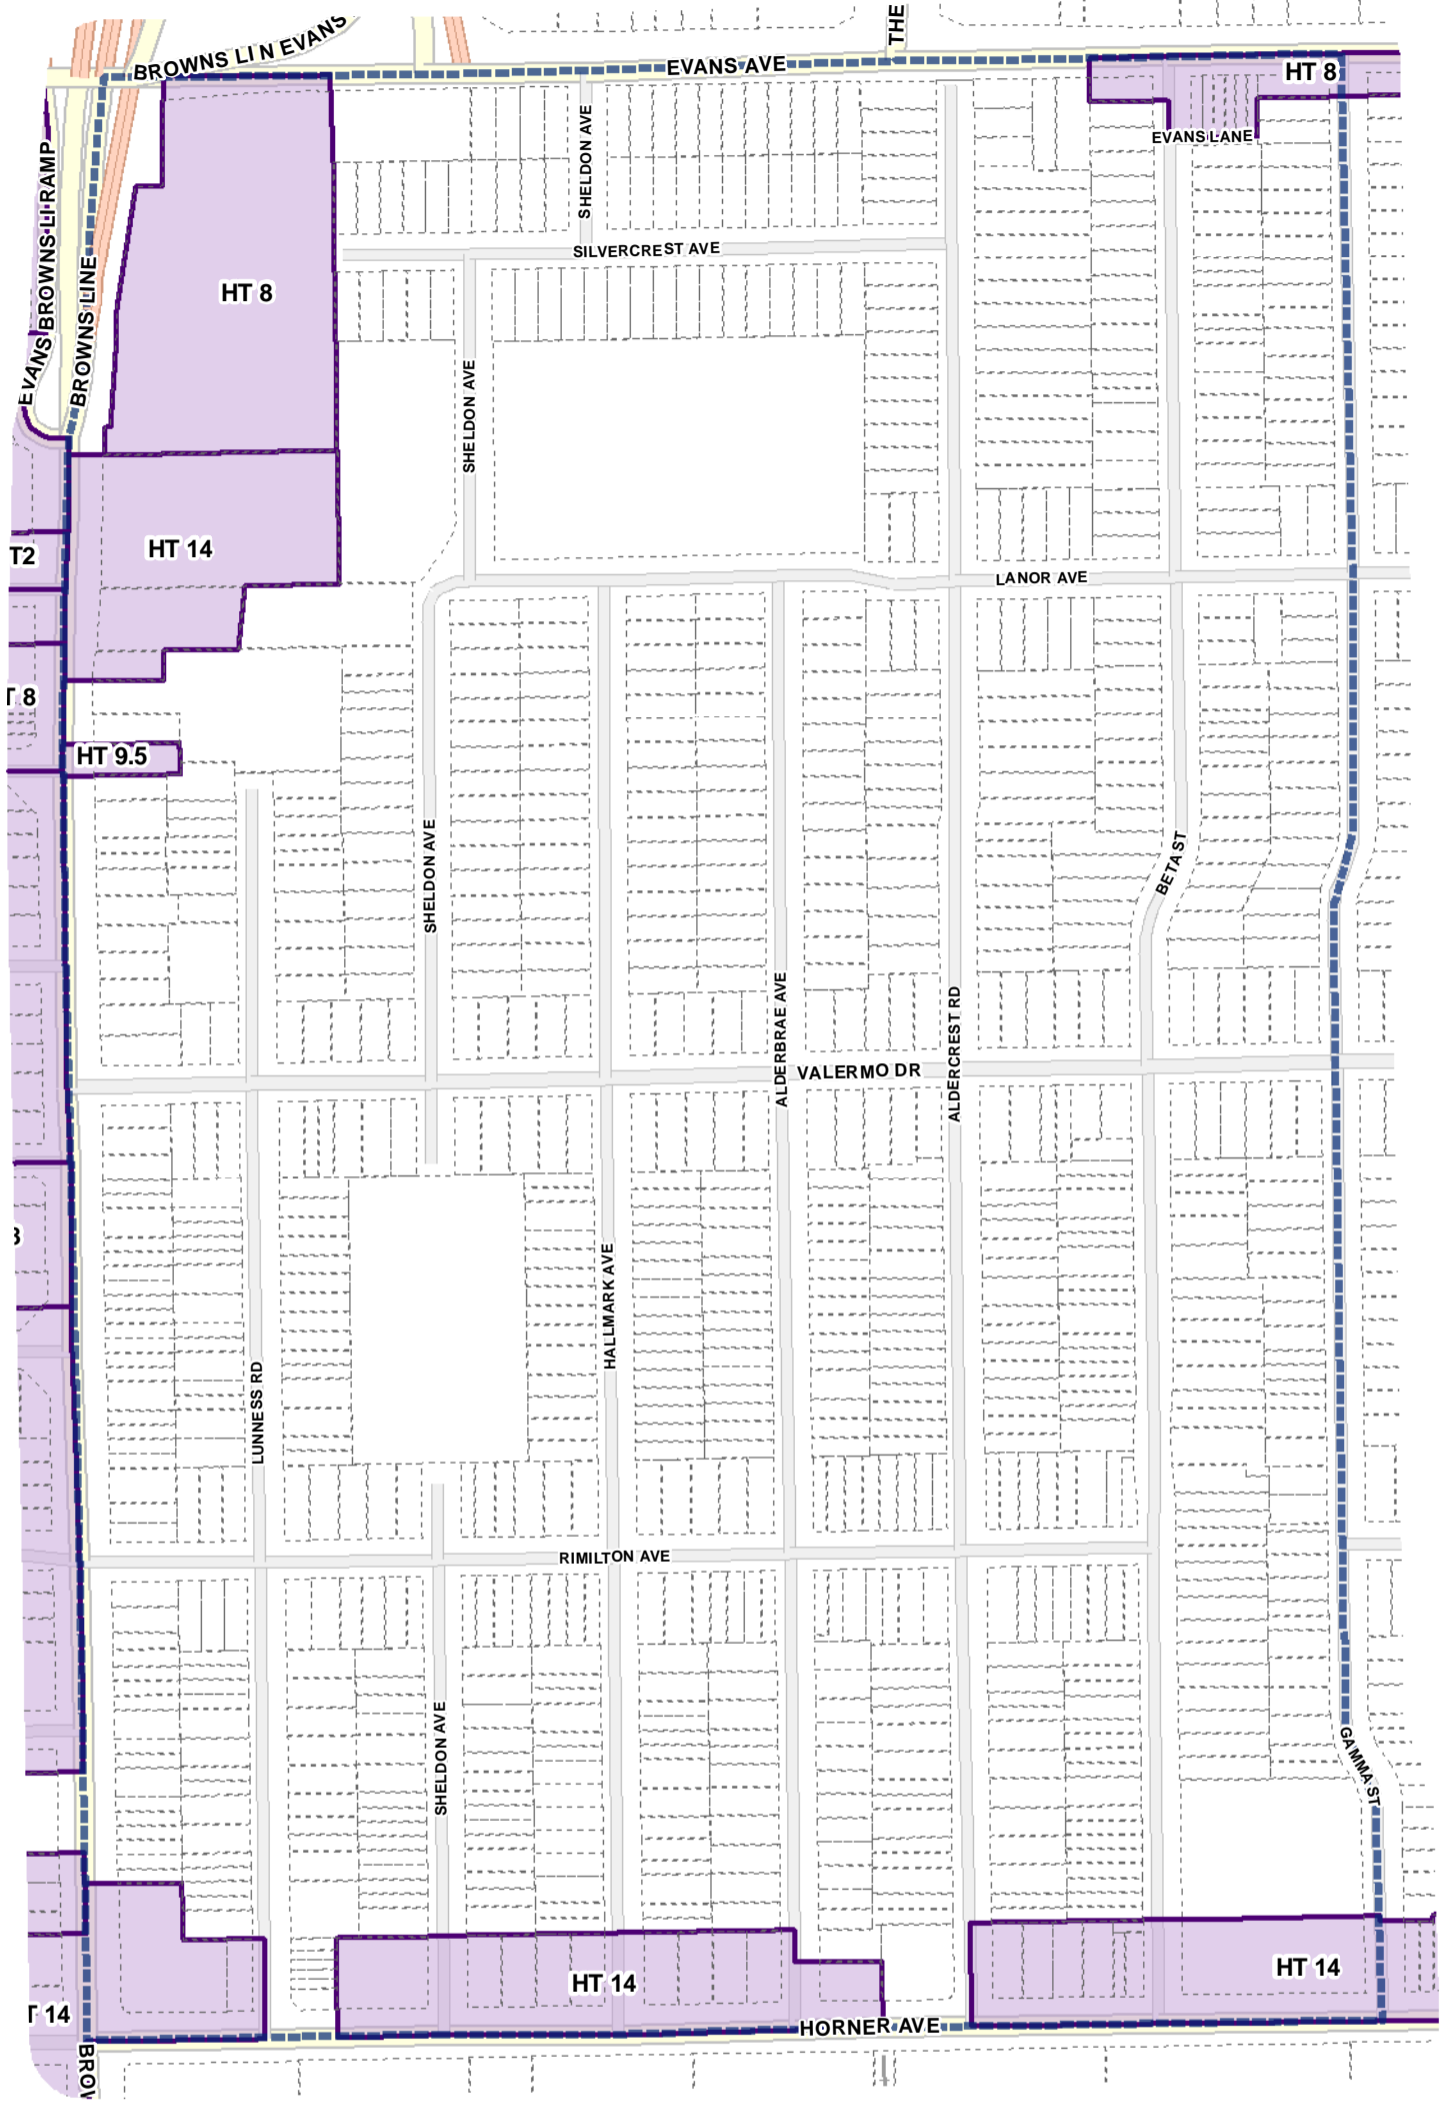 THE
BROWNS LI N EVANS
EVANS AVE
HT 8
EVANS LANE
SHELDON AVE
EVANS BROWNS LI RAMP
SILVERCREST AVE
HT 8
BROWNS LINE
SHELDON AVE
HT 14
T2
LANOR AVE
T 8
HT 9.5
SHELDON AVE
BETA ST
ALDERBRAE AVE
ALDERCREST RD
VALERMO DR
HALLMARK AVE
LUNNESS RD
RIMILTON AVE
SHELDON AVE
GAMMA ST
HT 14
HT 14
T 14
HORNER AVE
BROW